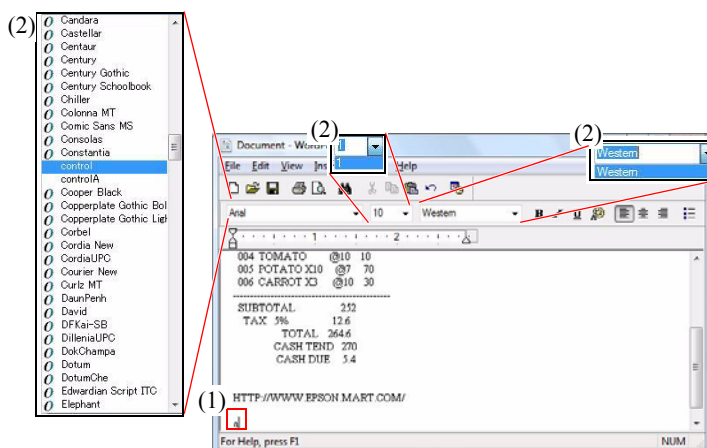 (2)
Candara
Castellar
Centaur
Century
Century Gothic
Century Schoolbook
Chiller
Colonna MT
Comic Sans MS
Consolas
Constantia
control
controlA
Cooper Black
Copperplate Gothic Bol
Copperplate Gothic Ligh
Corbel
Cordia New
CordiaUPC
Courier New
Curlz MT
DaunPenh
David
DFKai-SB
DilleniaUPC
DokChampa
Dotum
DotumChe
Edwardian Script ITC
Elephant
(2)
1
1
(2)
Western
Western
Document - Word
File Edit View Ins Help
Arial 10 Western B I U
1 2
004 TOMATO @10 10
005 POTATO X10 @7 70
006 CARROT X3 @10 30
SUBTOTAL 252
TAX 5% 12.6
TOTAL 264.6
CASH TEND 270
CASH DUE 5.4
HTTP://WWW.EPSON MART.COM/
(1)
a
For Help, press F1 NUM